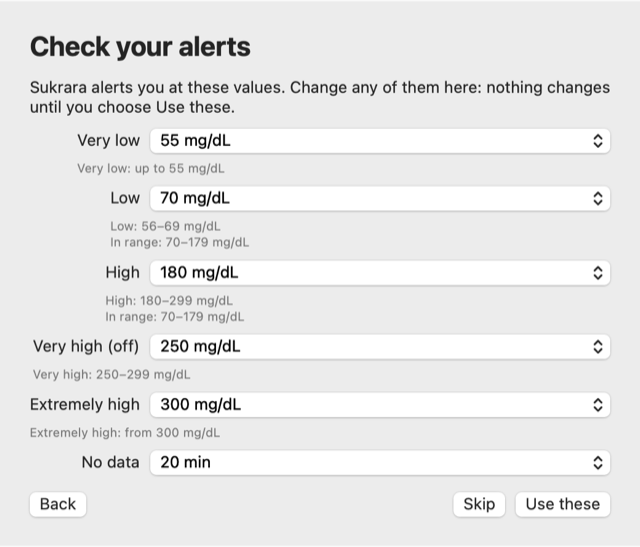 Check your alerts
Sukrara alerts you at these values. Change any of them here: nothing changes
until you choose Use these.
Very low 55 mg/dL
Very low: up to 55 mg/dL
Low 70 mg/dL
Low: 56–69 mg/dL
In range: 70–179 mg/dL
High 180 mg/dL
High: 180–299 mg/dL
In range: 70–179 mg/dL
Very high (off) 250 mg/dL
Very high: 250–299 mg/dL
Extremely high 300 mg/dL
Extremely high: from 300 mg/dL
No data 20 min
Back Skip Use these